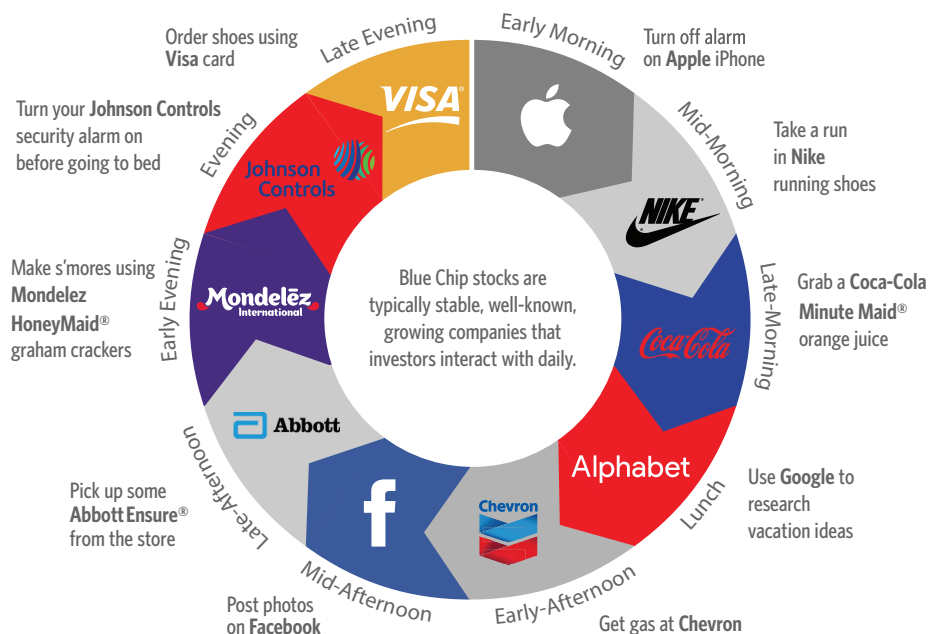 Early Morning
Turn off alarm
on Apple iPhone
Mid-Morning
NIKE
Take a run
in Nike
running shoes
Late-Morning
Coca-Cola
Grab a Coca-Cola
Minute Maid®
orange juice
Lunch
Alphabet
Use Google to
research
vacation ideas
Early-Afternoon
Chevron
Get gas at Chevron
Mid-Afternoon
f
Post photos
on Facebook
Late-Afternoon
Abbott
Pick up some
Abbott Ensure®
from the store
Early Evening
Mondelēz
International
Make s'mores using
Mondelez
HoneyMaid®
graham crackers
Evening
Johnson
Controls
Turn your Johnson Controls
security alarm on
before going to bed
Late Evening
VISA
Order shoes using
Visa card
Blue Chip stocks are
typically stable, well-known,
growing companies that
investors interact with daily.